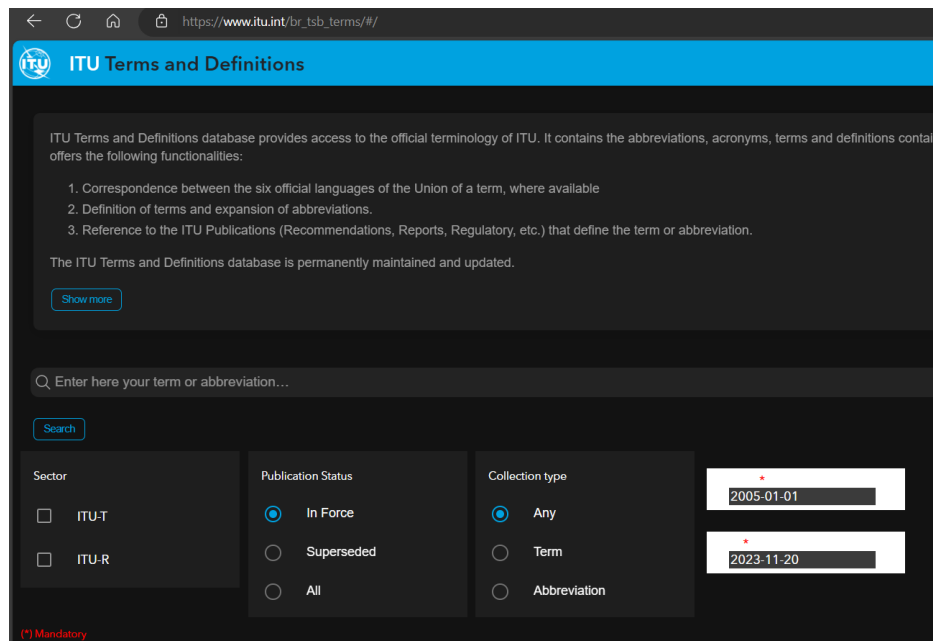 https://www.itu.int/br_tsb_terms/#/
ITU Terms and Definitions
ITU Terms and Definitions database provides access to the official terminology of ITU. It contains the abbreviations, acronyms, terms and definitions contai
offers the following functionalities:
1. Correspondence between the six official languages of the Union of a term, where available
2. Definition of terms and expansion of abbreviations.
3. Reference to the ITU Publications (Recommendations, Reports, Regulatory, etc.) that define the term or abbreviation.
The ITU Terms and Definitions database is permanently maintained and updated.
Show more
Enter here your term or abbreviation…
Search
Sector
ITU-T
ITU-R
Publication Status
In Force
Superseded
All
Collection type
Any
Term
Abbreviation
*
2005-01-01
*
2023-11-20
(*) Mandatory